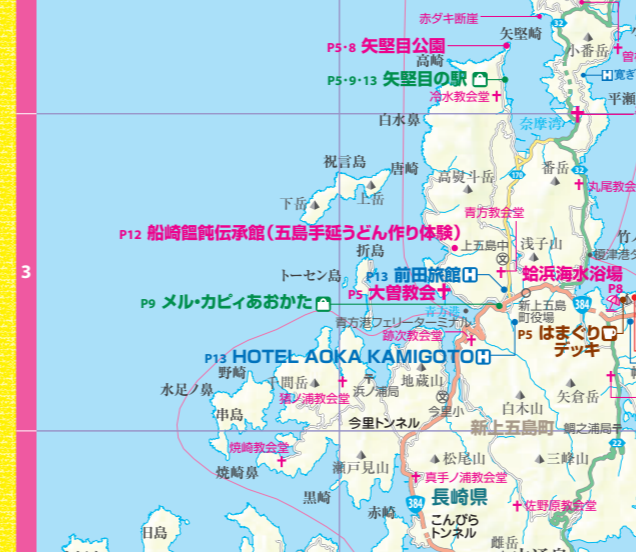 赤ダキ断崖
32
矢堅崎
小番岳
P5・8 矢堅目公園
高崎
P5・9・13 矢堅目の駅
冷水教会堂
平瀬
白水鼻
奈摩湾
祝言島
唐崎
番岳
170
32
高熨斗岳
下岳
上岳
丸尾教会
青方教会堂
P12 船崎饂飩伝承館（五島手延うどん作り体験）
上五島中
浅子山
折島
榎津港
トーセン島
P13 前田旅館 H
蛤浜海水浴場
3
P5 大曽教会
P8
P9 メル・カピィあおかた
384
新上五島
町役場
青方港
青方港フェリーターミナル
跡次教会堂
P5 はまぐり
デッキ
P13 HOTEL AOKA KAMIGOTO H
野崎
千間岳
地蔵山
水足ノ鼻
猪ノ浦教会堂
浜ノ浦局
矢倉岳
串島
今里小
白木山
今里トンネル
新上五島町
鯛之浦局
焼崎教会堂
22
瀬戸見山
松尾山
三峰山
焼崎鼻
真手ノ浦教会堂
黒崎
長崎県
384
佐野原教会堂
赤崎
こんぴら
トンネル
日島
雌岳